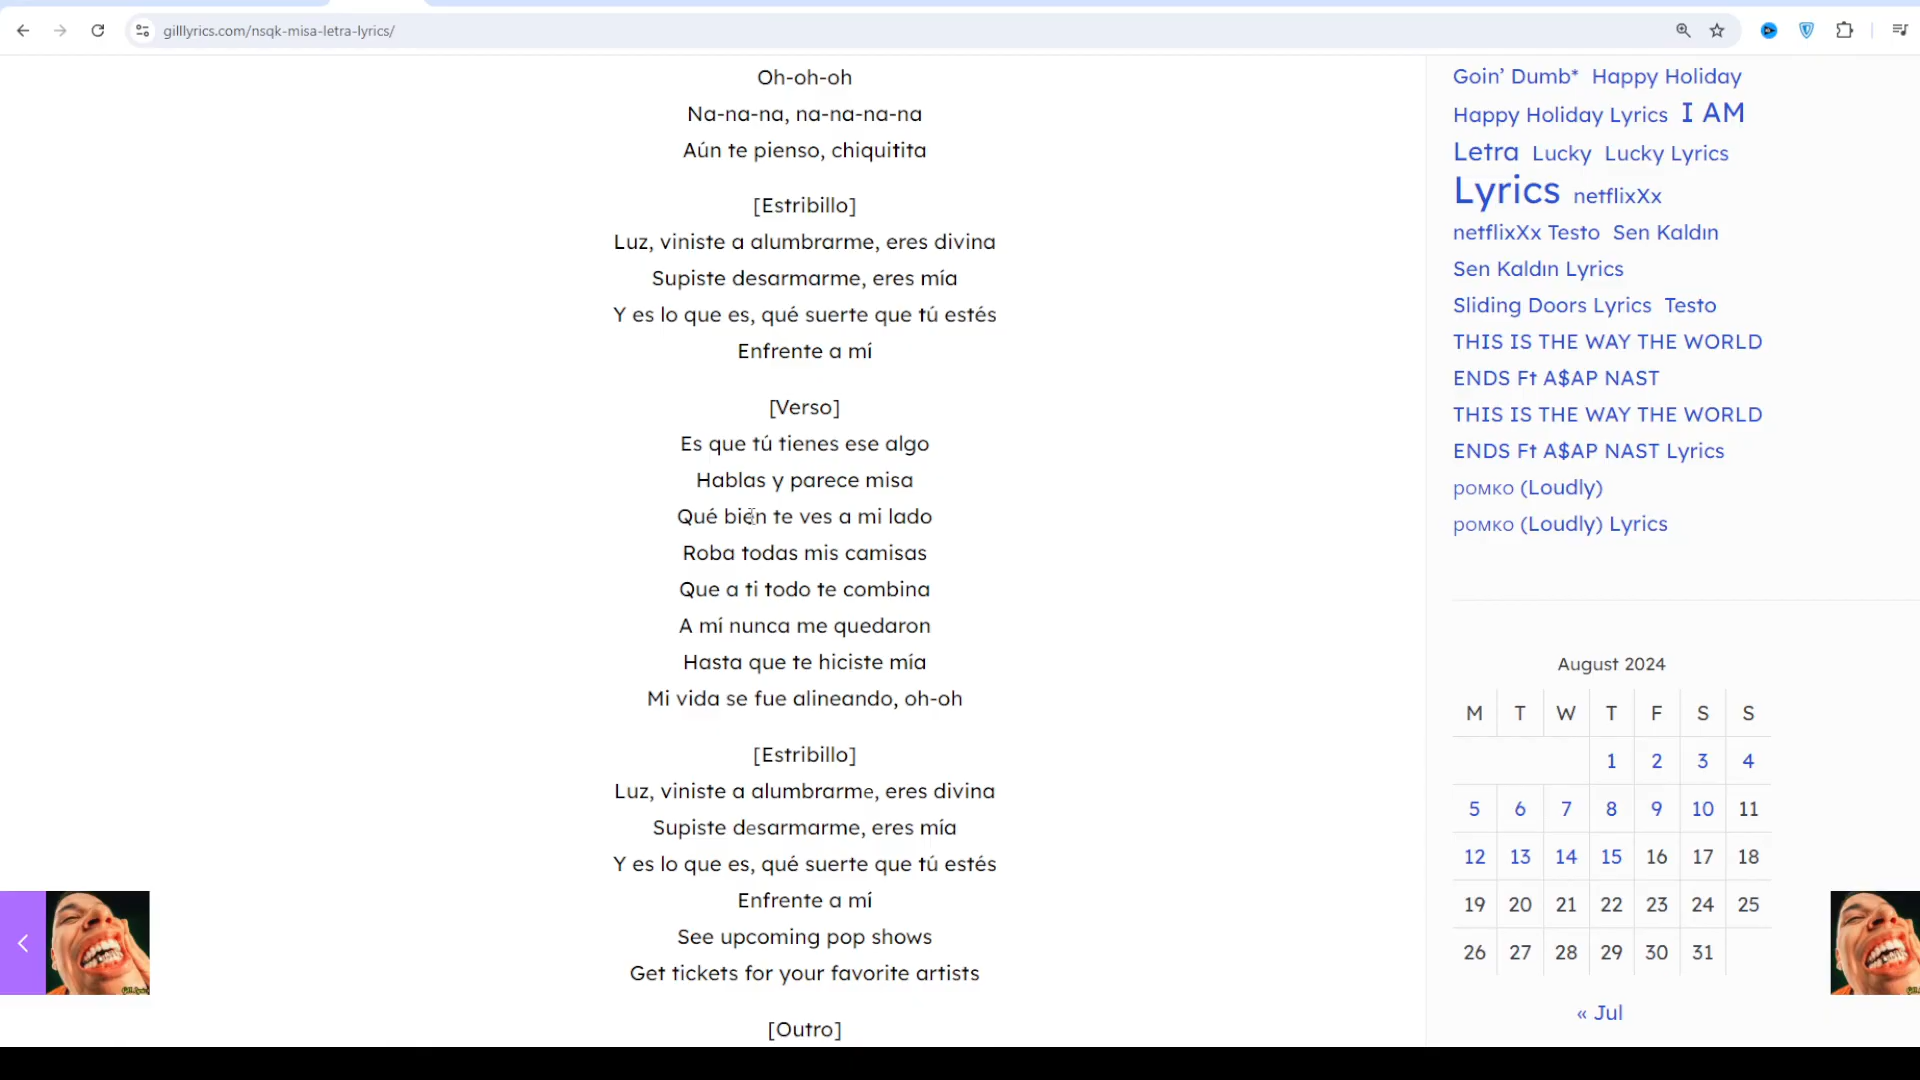 gilllyrics.com/nsqk-misa-letra-lyrics/
Oh-oh-oh
Na-na-na, na-na-na-na
Aún te pienso, chiquitita
[Estribillo]
Luz, viniste a alumbrarme, eres divina
Supiste desarmarme, eres mía
Y es lo que es, qué suerte que tú estés
Enfrente a mí
[Verso]
Es que tú tienes ese algo
Hablas y parece misa
Qué bien te ves a mi lado
Roba todas mis camisas
Que a ti todo te combina
A mí nunca me quedaron
Hasta que te hiciste mía
Mi vida se fue alineando, oh-oh
[Estribillo]
Luz, viniste a alumbrarme, eres divina
Supiste desarmarme, eres mía
Y es lo que es, qué suerte que tú estés
Enfrente a mí
See upcoming pop shows
Get tickets for your favorite artists
[Outro]
Goin’ Dumb* Happy Holiday
Happy Holiday Lyrics I AM
Letra Lucky Lucky Lyrics
Lyrics netflixXx
netflixXx Testo Sen Kaldın
Sen Kaldın Lyrics
Sliding Doors Lyrics Testo
THIS IS THE WAY THE WORLD
ENDS Ft A$AP NAST
THIS IS THE WAY THE WORLD
ENDS Ft A$AP NAST Lyrics
ромко (Loudly)
ромко (Loudly) Lyrics
August 2024
M T W T F S S
1 2 3 4
5 6 7 8 9 10 11
12 13 14 15 16 17 18
19 20 21 22 23 24 25
26 27 28 29 30 31
« Jul